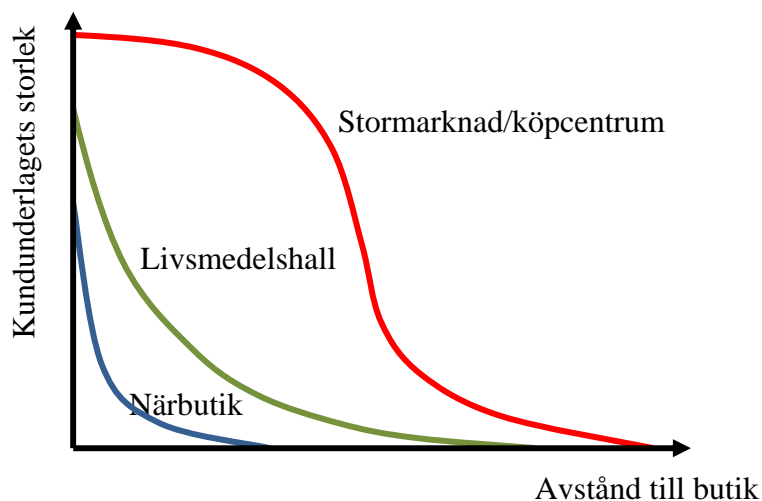 Kundunderlagets storlek
Stormarknad/köpcentrum
Livsmedelshall
Närbutik
Avstånd till butik